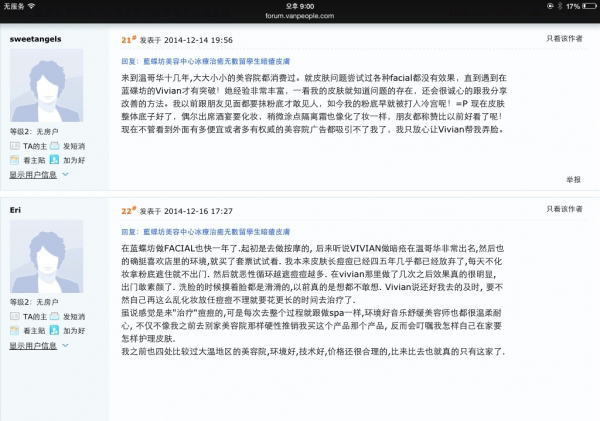 无服务 오후 9:00 17%
forum.vanpeople.com
sweetangels
21# 发表于 2014-12-14 19:56 只看该作者
回复：藍蝶坊美容中心冰療治癒无數留學生暗瘡皮膚
来到温哥华十几年,大大小小的美容院都消费过。就皮肤问题尝试过各种facial都没有效果，直到遇到在
蓝蝶坊的Vivian才有突破！她经验非常丰富，一看我的皮肤就知道问题的存在，还会很诚心的跟我分享
改善的方法。我以前跟朋友见面都要抹粉底才敢见人，如今我的粉底早就被打入冷宫呢！=P 现在皮肤
整体底子好了，偶尔出席酒宴要化妆，稍微涂点隔离霜也像化了妆一样，朋友都称赞比以前好看了呢！
现在不管看到外面有多便宜或者多有权威的美容院广告都吸引不了我了，我只放心让Vivian帮我弄脸。
等级2：无房户
TA的主 发短消
看主贴 加为好
显示用户信息
举报
Eri
22# 发表于 2014-12-16 17:27 只看该作者
回复：藍蝶坊美容中心冰療治癒无數留學生暗瘡皮膚
在蓝蝶坊做FACIAL也快一年了.起初是去做按摩的, 后来听说VIVIAN做暗疮在温哥华非常出名,然后也
的确挺喜欢店里的环境,就买了套票试试看. 我本来皮肤长痘痘已经四五年几乎都已经放弃了,每天不化
妆拿粉底遮住就不出门. 然后就恶性循环越遮痘痘越多. 在vivian那里做了几次之后效果真的很明显,
出门敢素颜了. 洗脸的时候摸着脸都是滑滑的,以前真的是想都不敢想. Vivian说还好我去的及时, 要不
然自己再这么乱化妆放任痘痘不理就要花更长的时间去治疗了.
虽说感觉是来"治疗"痘痘的,可是每次去整个过程就跟做spa一样,环境好音乐舒缓美容师也都很温柔耐
心, 不仅不像我之前去别家美容院那样硬性推销我买这个产品那个产品, 反而会叮嘱我怎样自己在家要
怎样护理皮肤.
我之前也四处比较过大温地区的美容院,环境好,技术好,价格还很合理的,比来比去也就真的只有这家了.
等级2：无房户
TA的主 发短消
看主贴 加为好
显示用户信息